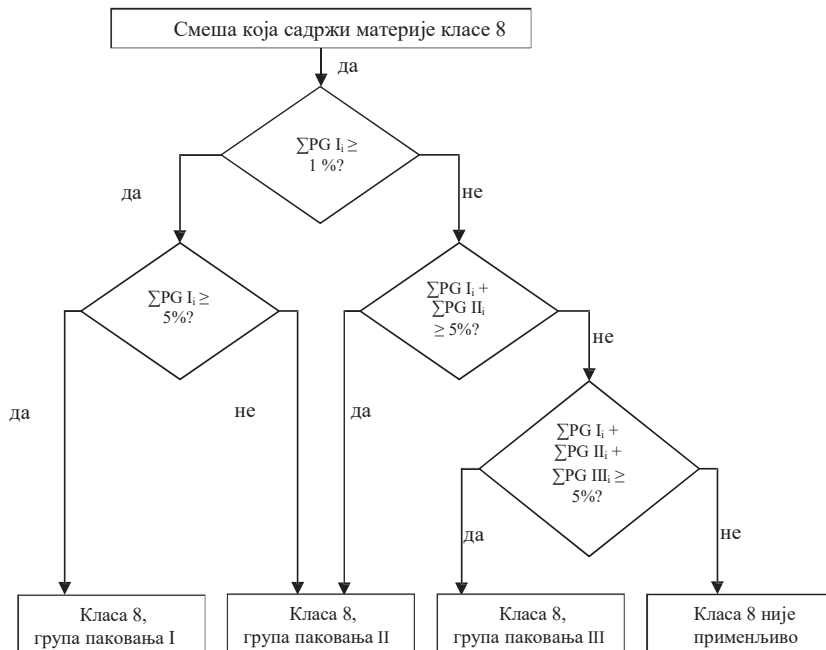 Смеша која садржи материје класе 8
да
∑PG Iᵢ ≥
1 %?
да
не
∑PG Iᵢ ≥
5%?
∑PG Iᵢ +
∑PG IIᵢ
≥ 5%?
не
да
не
да
∑PG Iᵢ +
∑PG IIᵢ +
∑PG IIIᵢ ≥
5%?
да
не
Класа 8,
група паковања I
Класа 8,
група паковања II
Класа 8,
група паковања III
Класа 8 није
применљиво